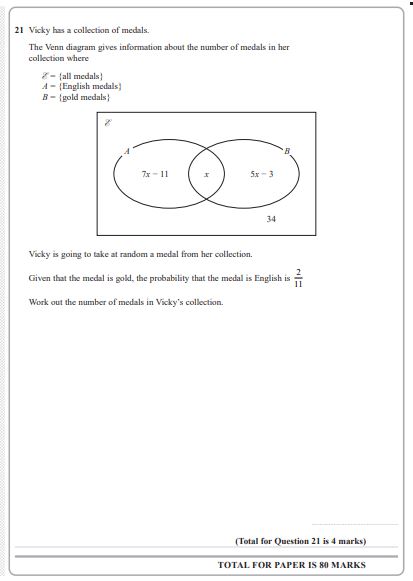 21 Vicky has a collection of medals.
The Venn diagram gives information about the number of medals in her
collection where
ℰ = {all medals}
A = {English medals}
B = {gold medals}
ℰ
A
B
7x – 11
x
5x – 3
34
Vicky is going to take at random a medal from her collection.
Given that the medal is gold, the probability that the medal is English is 2/11
Work out the number of medals in Vicky's collection.
(Total for Question 21 is 4 marks)
TOTAL FOR PAPER IS 80 MARKS